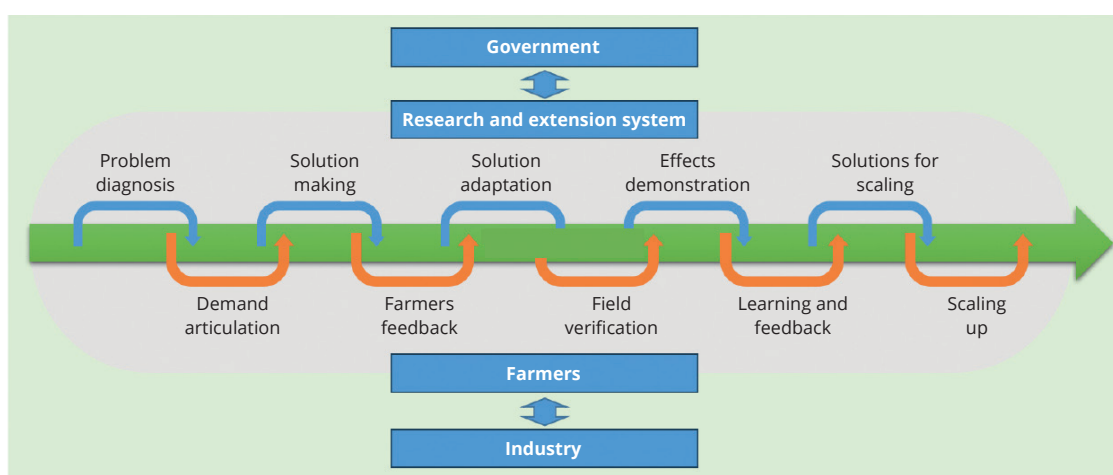 Government
Research and extension system
Problem
diagnosis
Solution
making
Solution
adaptation
Effects
demonstration
Solutions for
scaling
Demand
articulation
Farmers
feedback
Field
verification
Learning and
feedback
Scaling
up
Farmers
Industry